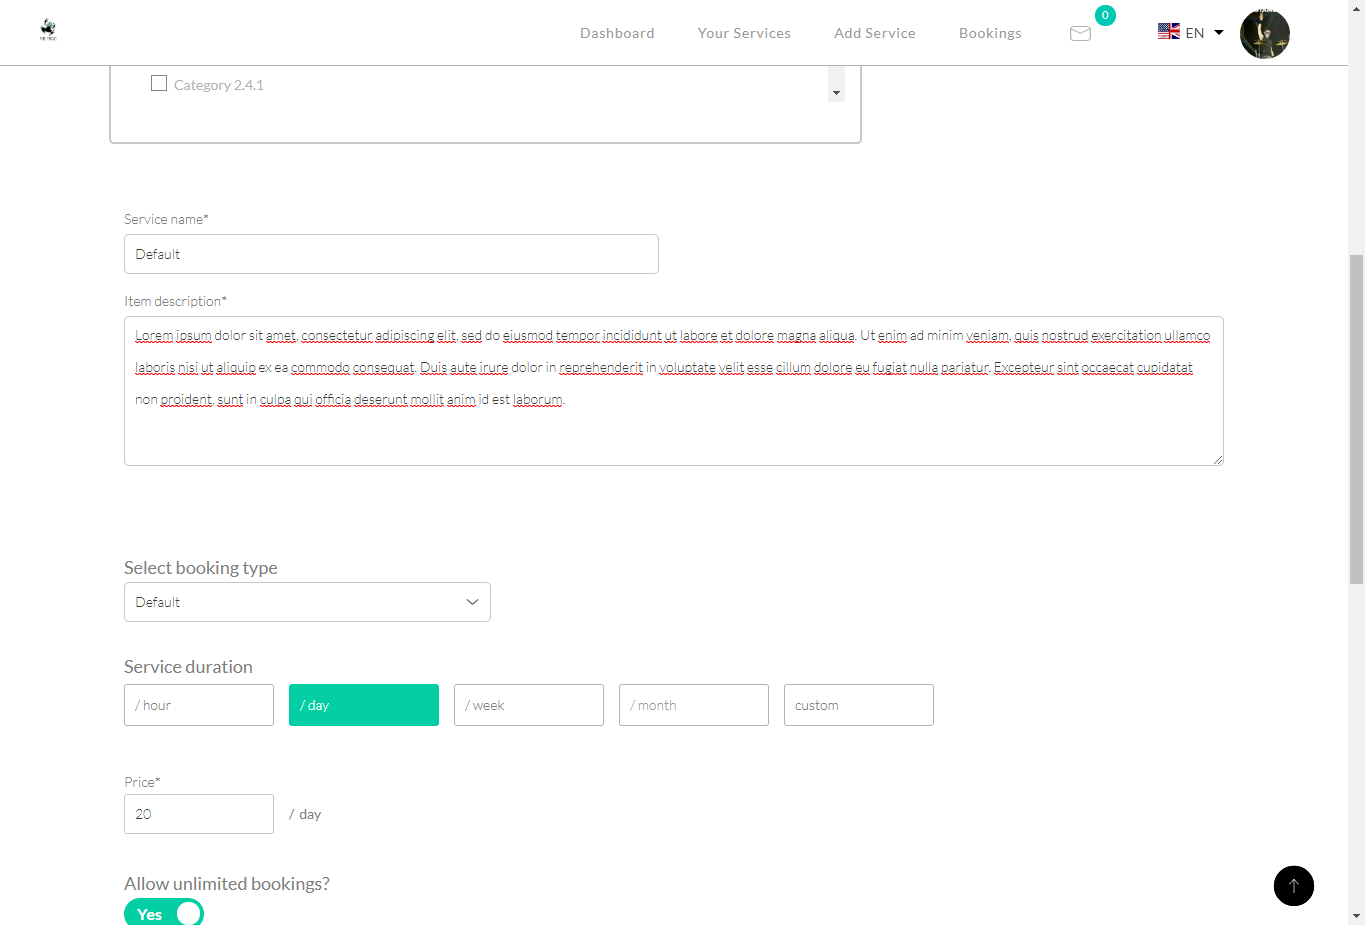 Dashboard
Your Services
Add Service
Bookings
0
EN
Category 2.4.1
Service name*
Default
Item description*
Lorem ipsum dolor sit amet, consectetur adipiscing elit, sed do eiusmod tempor incididunt ut labore et dolore magna aliqua. Ut enim ad minim veniam, quis nostrud exercitation ullamco
laboris nisi ut aliquip ex ea commodo consequat. Duis aute irure dolor in reprehenderit in voluptate velit esse cillum dolore eu fugiat nulla pariatur. Excepteur sint occaecat cupidatat
non proident, sunt in culpa qui officia deserunt mollit anim id est laborum.
Select booking type
Default
Service duration
/ hour
/ day
/ week
/ month
custom
Price*
20
/ day
Allow unlimited bookings?
Yes